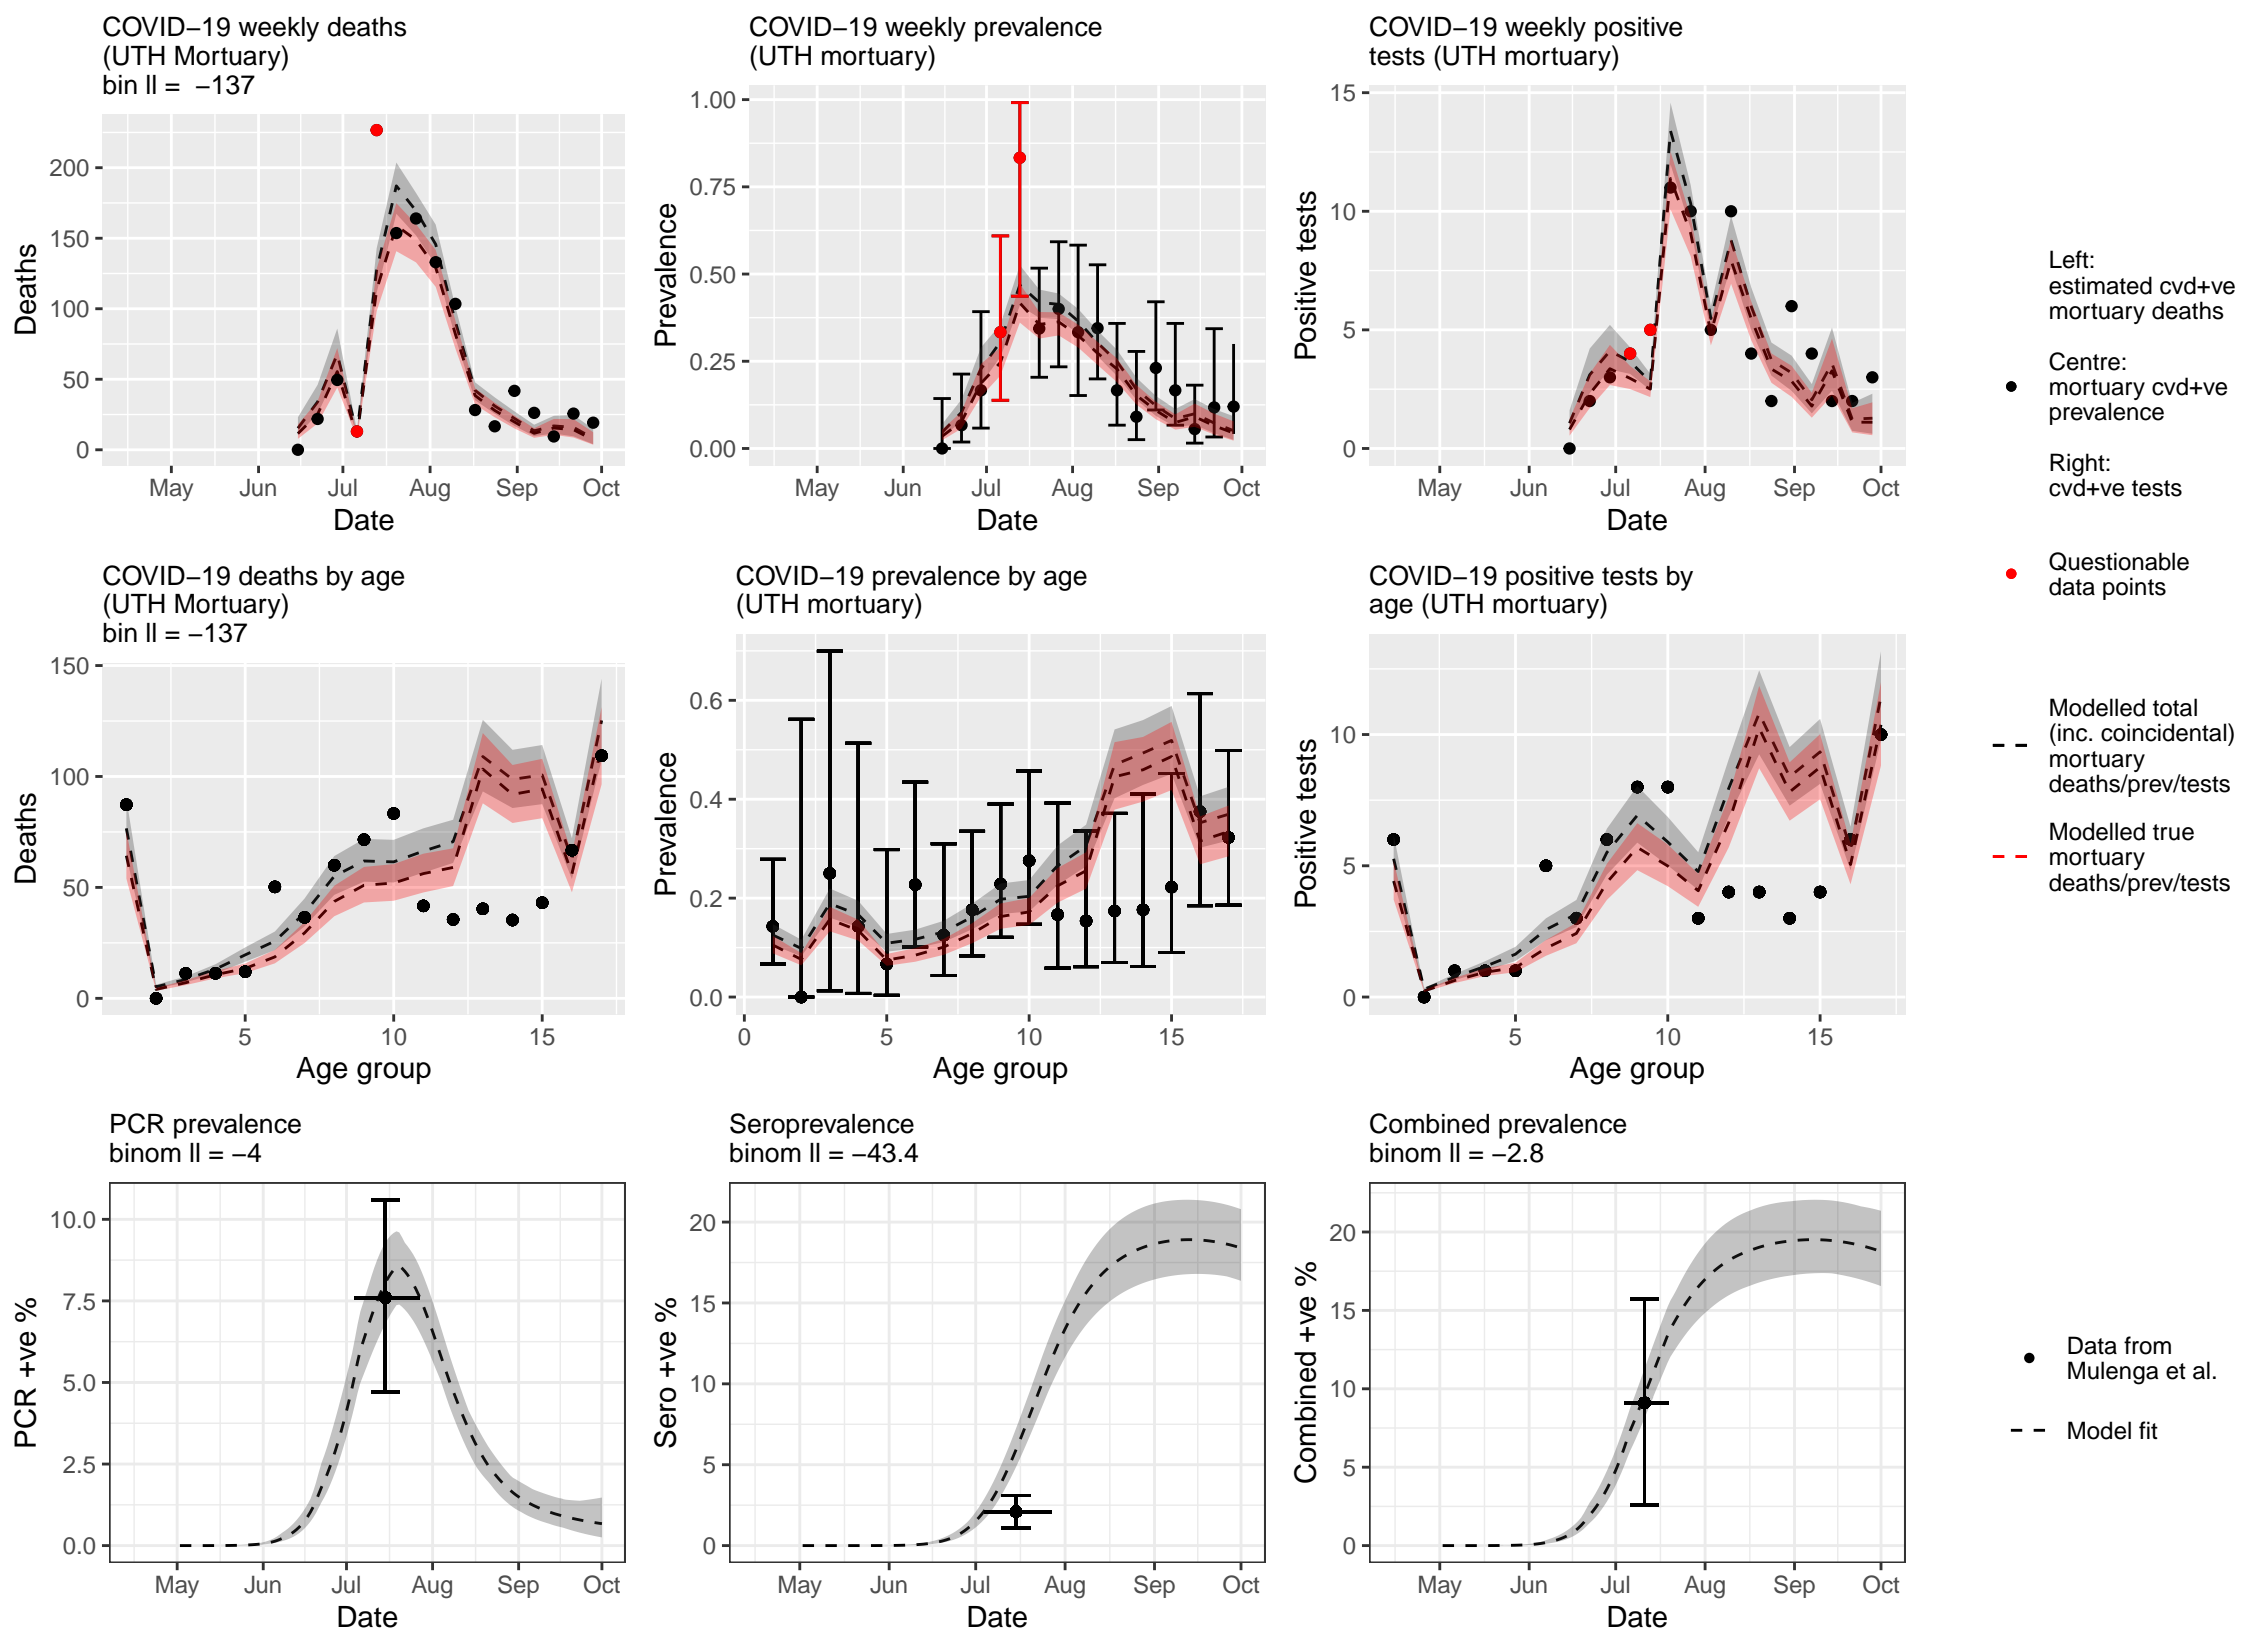 COVID−19 weekly deaths
(UTH Mortuary)
bin ll =  −137
Deaths
200
150
100
50
0
May Jun Jul Aug Sep Oct
Date
COVID−19 weekly prevalence
(UTH mortuary)
Prevalence
1.00
0.75
0.50
0.25
0.00
May Jun Jul Aug Sep Oct
Date
COVID−19 weekly positive
tests (UTH mortuary)
Positive tests
15
10
5
0
May Jun Jul Aug Sep Oct
Date
Left:
estimated cvd+ve
mortuary deaths
Centre:
mortuary cvd+ve
prevalence
Right:
cvd+ve tests
Questionable
data points
Modelled total
(inc. coincidental)
mortuary
deaths/prev/tests
Modelled true
mortuary
deaths/prev/tests
COVID−19 deaths by age
(UTH Mortuary)
bin ll = −137
Deaths
150
100
50
0
5 10 15
Age group
COVID−19 prevalence by age
(UTH mortuary)
Prevalence
0.6
0.4
0.2
0.0
0 5 10 15
Age group
COVID−19 positive tests by
age (UTH mortuary)
Positive tests
10
5
0
5 10 15
Age group
PCR prevalence
binom ll = −4
PCR +ve %
10.0
7.5
5.0
2.5
0.0
May Jun Jul Aug Sep Oct
Date
Seroprevalence
binom ll = −43.4
Sero +ve %
20
15
10
5
0
May Jun Jul Aug Sep Oct
Date
Combined prevalence
binom ll = −2.8
Combined +ve %
20
15
10
5
0
May Jun Jul Aug Sep Oct
Date
Data from
Mulenga et al.
Model fit